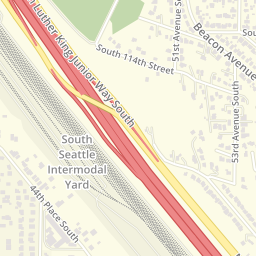 Luther King Junior Way South
51st Avenue South
Beacon Avenue
South 114th Street
53rd Avenue South
South
Seattle
Intermodal
Yard
44th Place South